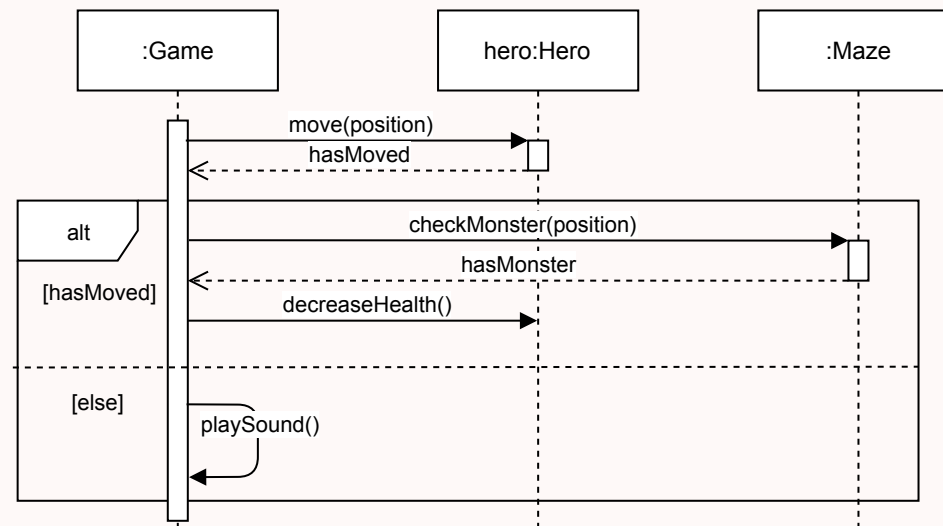 :Game
hero:Hero
:Maze
move(position)
hasMoved
alt
checkMonster(position)
hasMonster
[hasMoved]
decreaseHealth()
[else]
playSound()